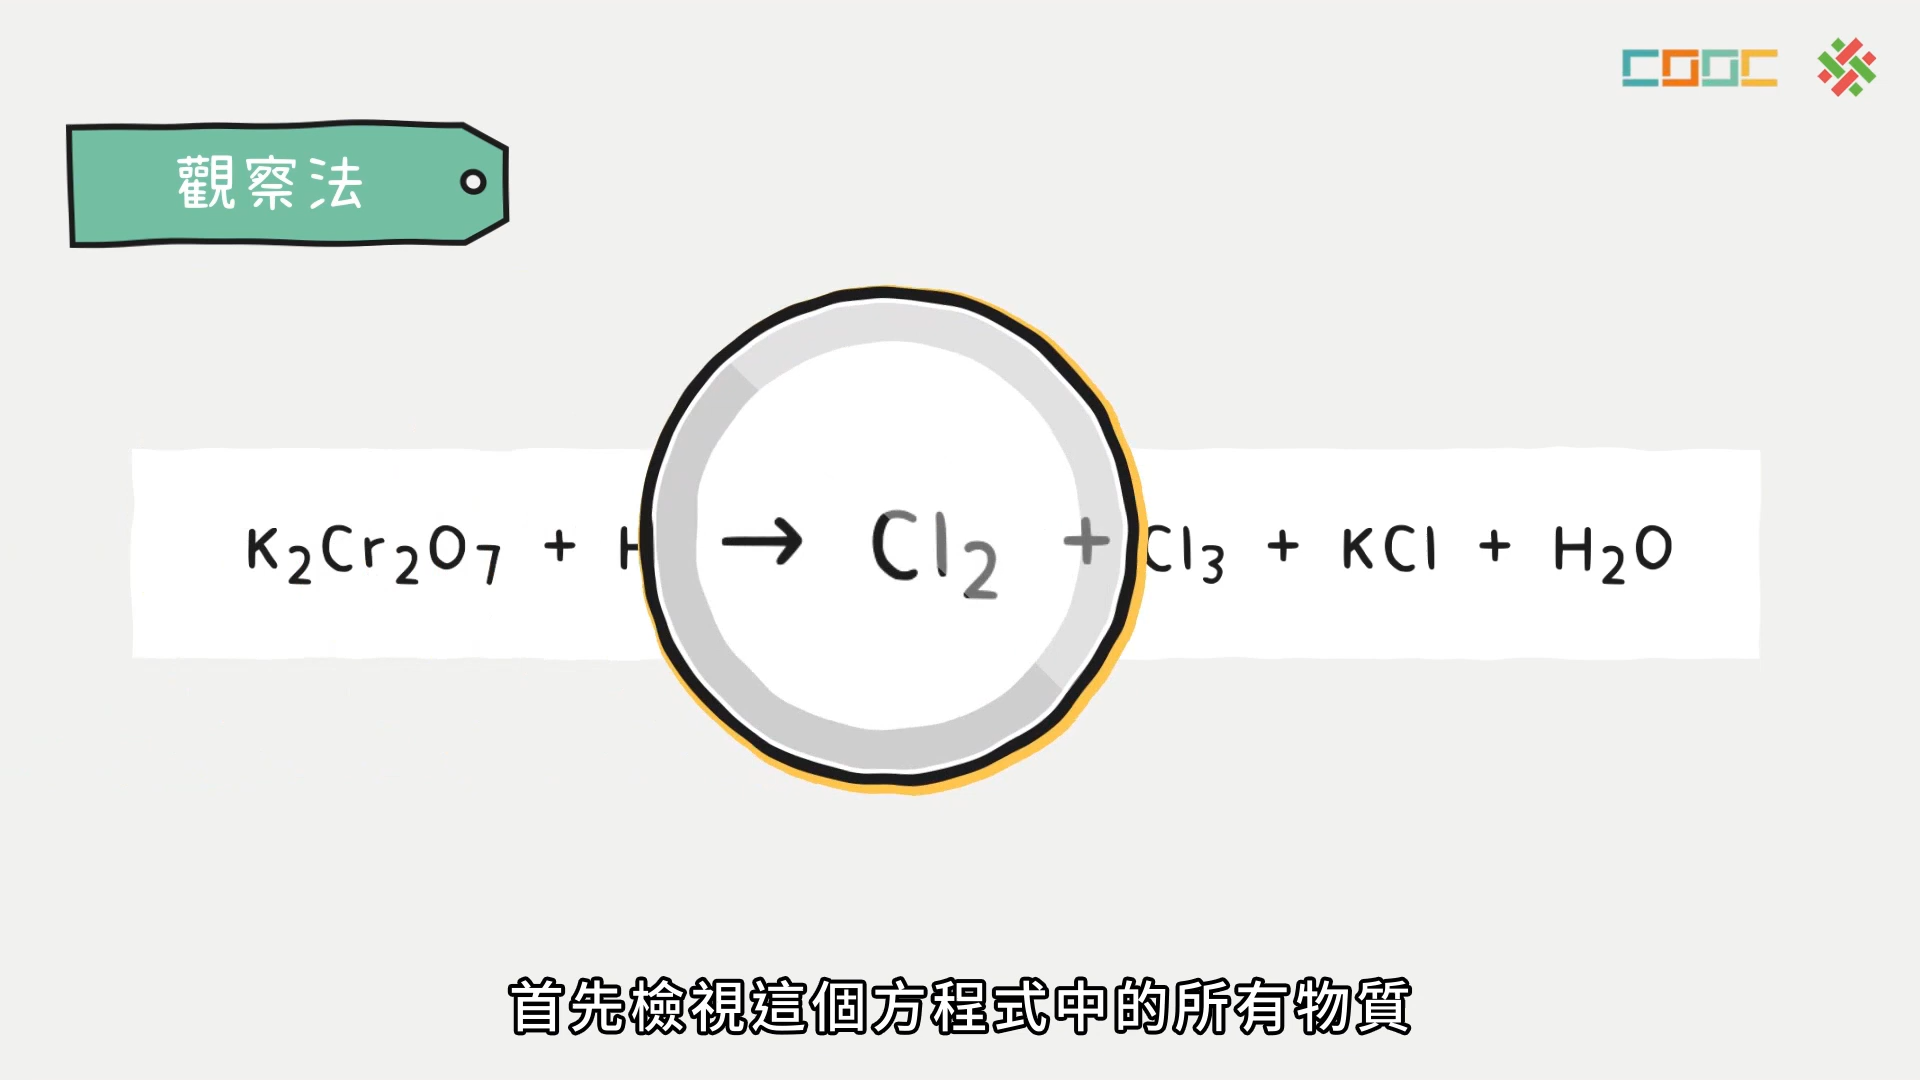 COOC
觀察法
K₂Cr₂O₇ + H → Cl₂ + Cl₃ + KCl + H₂O
首先檢視這個方程式中的所有物質